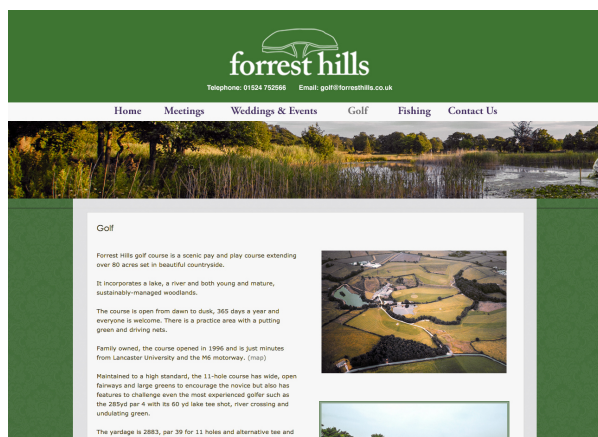 forrest hills
Telephone: 01524 752566 Email: golf@forresthills.co.uk
Home Meetings Weddings & Events Golf Fishing Contact Us
Golf
Forrest Hills golf course is a scenic pay and play course extending
over 80 acres set in beautiful countryside.
It incorporates a lake, a river and both young and mature,
sustainably-managed woodlands.
The course is open from dawn to dusk, 365 days a year and
everyone is welcome. There is a practice area with a putting
green and driving nets.
Family owned, the course opened in 1996 and is just minutes
from Lancaster University and the M6 motorway. (map)
Maintained to a high standard, the 11-hole course has wide, open
fairways and large greens to encourage the novice but also has
features to challenge even the most experienced golfer such as
the 285yd par 4 with its 60 yd lake tee shot, river crossing and
undulating green.
The yardage is 2883, par 39 for 11 holes and alternative tee and